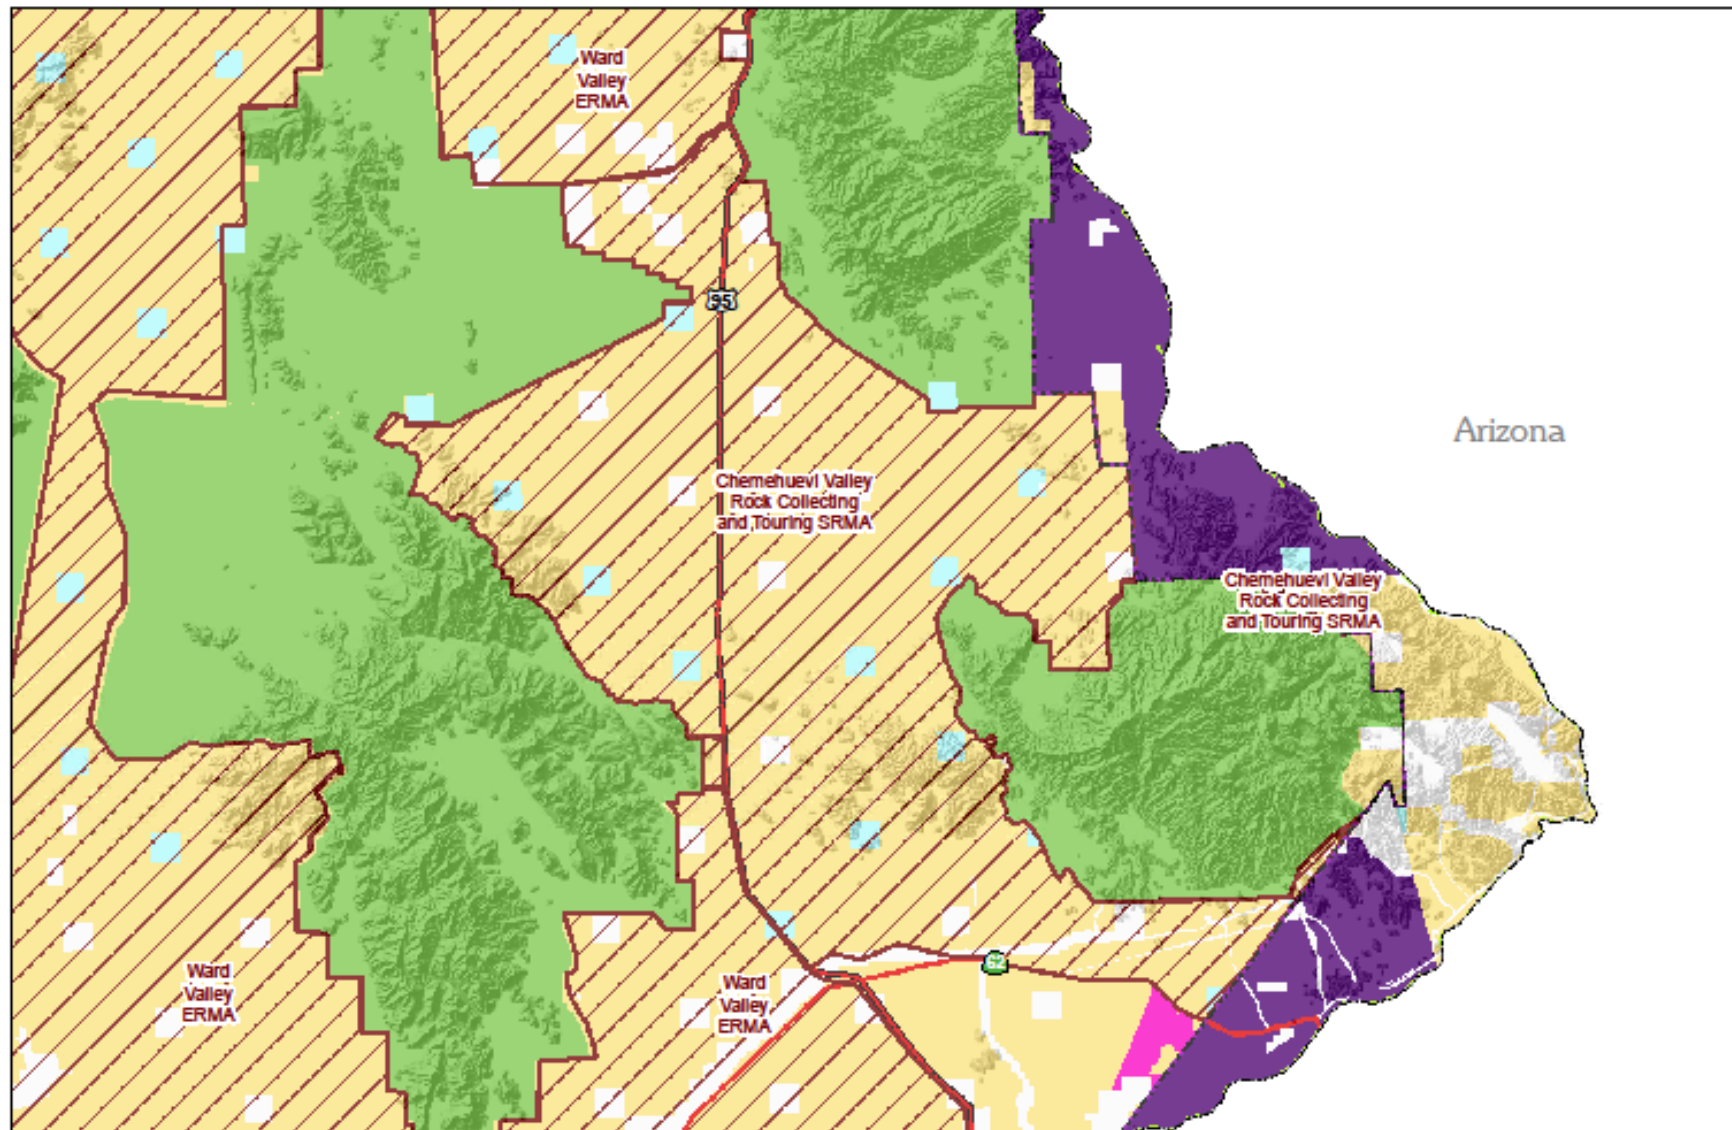 Ward
Valley
ERMA
95
Arizona
Chemehuevi Valley
Rock Collecting
and Touring SRMA
Chemehuevi Valley
Rock Collecting
and Touring SRMA
62
Ward
Valley
ERMA
Ward
Valley
ERMA